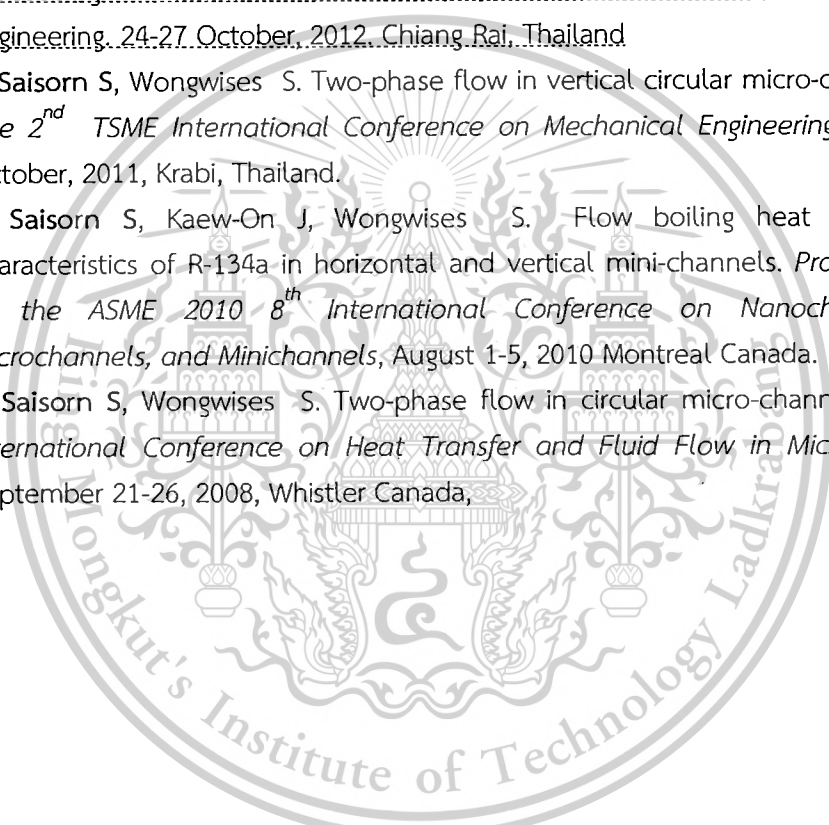 gineering. 24-27 October, 2012. Chiang Rai, Thailand
Saisorn S, Wongwises S. Two-phase flow in vertical circular micro-c
e 2nd TSME International Conference on Mechanical Engineering
tober, 2011, Krabi, Thailand.
Saisorn S, Kaew-On J, Wongwises S. Flow boiling heat
aracteristics of R-134a in horizontal and vertical mini-channels. Pro
the ASME 2010 8th International Conference on Nanoch
crochannels, and Minichannels, August 1-5, 2010 Montreal Canada.
Saisorn S, Wongwises S. Two-phase flow in circular micro-chann
ternational Conference on Heat Transfer and Fluid Flow in Mic
ptember 21-26, 2008, Whistler Canada,
King Mongkut's Institute of Technology Ladkrabang